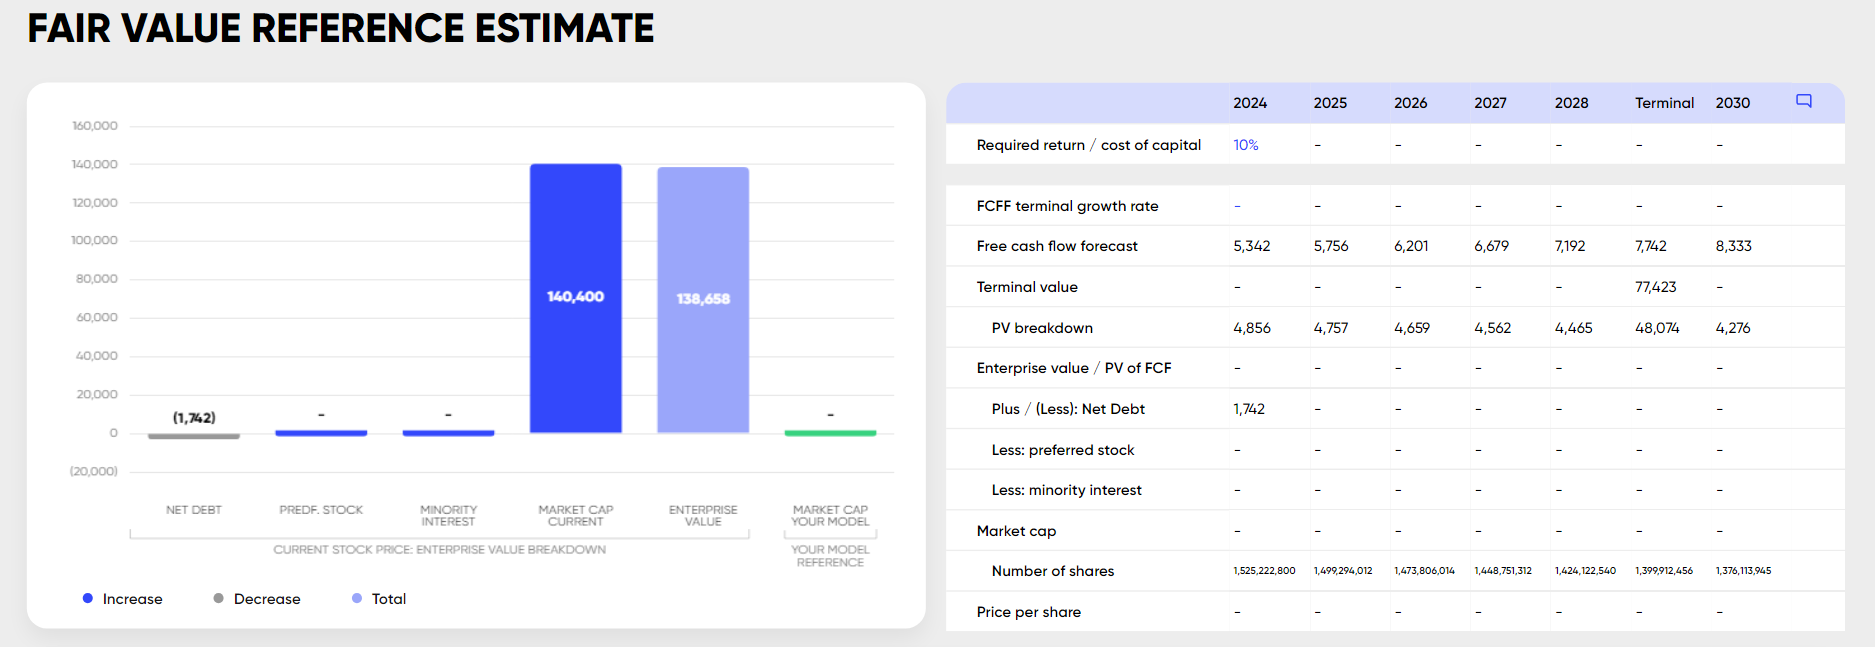 FAIR VALUE REFERENCE ESTIMATE
160,000
140,000
120,000
100,000
80,000
60,000
40,000
20,000
0
(20,000)
(1,742)
-
-
140,400
138,658
-
NET DEBT
PREDF. STOCK
MINORITY
INTEREST
MARKET CAP
CURRENT
ENTERPRISE
VALUE
MARKET CAP
YOUR MODEL
CURRENT STOCK PRICE: ENTERPRISE VALUE BREAKDOWN
YOUR MODEL
REFERENCE
Increase
Decrease
Total
2024 2025 2026 2027 2028 Terminal 2030
Required return / cost of capital 10% - - - - - -
FCFF terminal growth rate - - - - - - -
Free cash flow forecast 5,342 5,756 6,201 6,679 7,192 7,742 8,333
Terminal value - - - - - 77,423 -
PV breakdown 4,856 4,757 4,659 4,562 4,465 48,074 4,276
Enterprise value / PV of FCF - - - - - - -
Plus / (Less): Net Debt 1,742 - - - - - -
Less: preferred stock - - - - - - -
Less: minority interest - - - - - - -
Market cap - - - - - - -
Number of shares 1,525,222,800 1,499,294,012 1,473,806,014 1,448,751,312 1,424,122,540 1,399,912,456 1,376,113,945
Price per share - - - - - - -